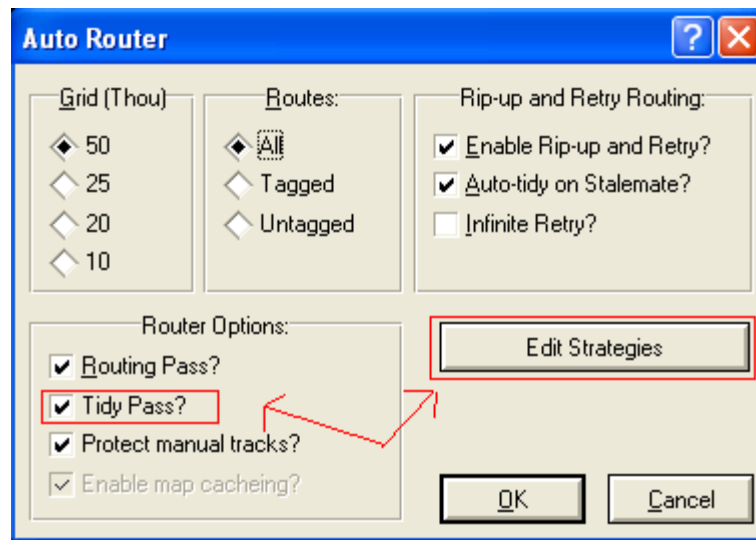 Auto Router
Grid (Thou)
50
25
20
10
Routes:
All
Tagged
Untagged
Rip-up and Retry Routing:
Enable Rip-up and Retry?
Auto-tidy on Stalemate?
Infinite Retry?
Router Options:
Routing Pass?
Tidy Pass?
Protect manual tracks?
Enable map cacheing?
Edit Strategies
OK
Cancel